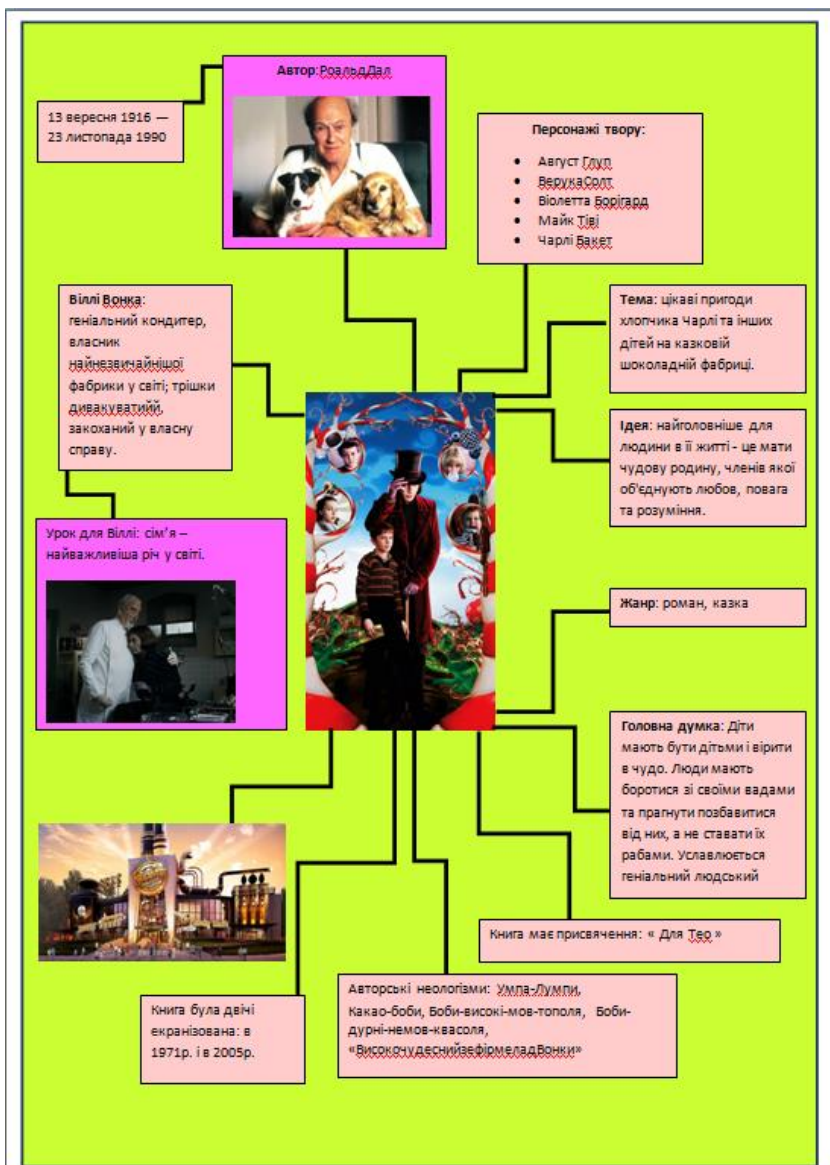 Автор:РоальдДал
13 вересня 1916 —
23 листопада 1990
Персонажі твору:
Август Глуп
ВерукаСолт
Віолетта Борігард
Майк Тіві
Чарлі Бакет
Віллі Вонка:
геніальний кондитер,
власник
найнезвичайнішої
фабрики у світі; трішки
дивакуватийй,
закоханий у власну
справу.
Тема: цікаві пригоди
хлопчика Чарлі та інших
дітей на казковій
шоколадній фабриці.
Ідея: найголовніше для
людини в її житті - це мати
чудову родину, членів якої
об'єднують любов, повага
та розуміння.
Урок для Віллі: сім’я –
найважливіша річ у світі.
Жанр: роман, казка
Головна думка: Діти
мають бути дітьми і вірити
в чудо. Люди мають
боротися зі своїми вадами
та прагнути позбавитися
від них, а не ставати їх
рабами. Уславлюється
геніальний людський
Книга має присвячення: « Для Тео »
Авторські неологізми: Умпа-Лумпи,
Какао-боби, Боби-високі-мов-тополя, Боби-
дурні-немов-квасоля,
«ВисокочудеснийзефірмеладВонки»
Книга була двічі
екранізована: в
1971р. і в 2005р.